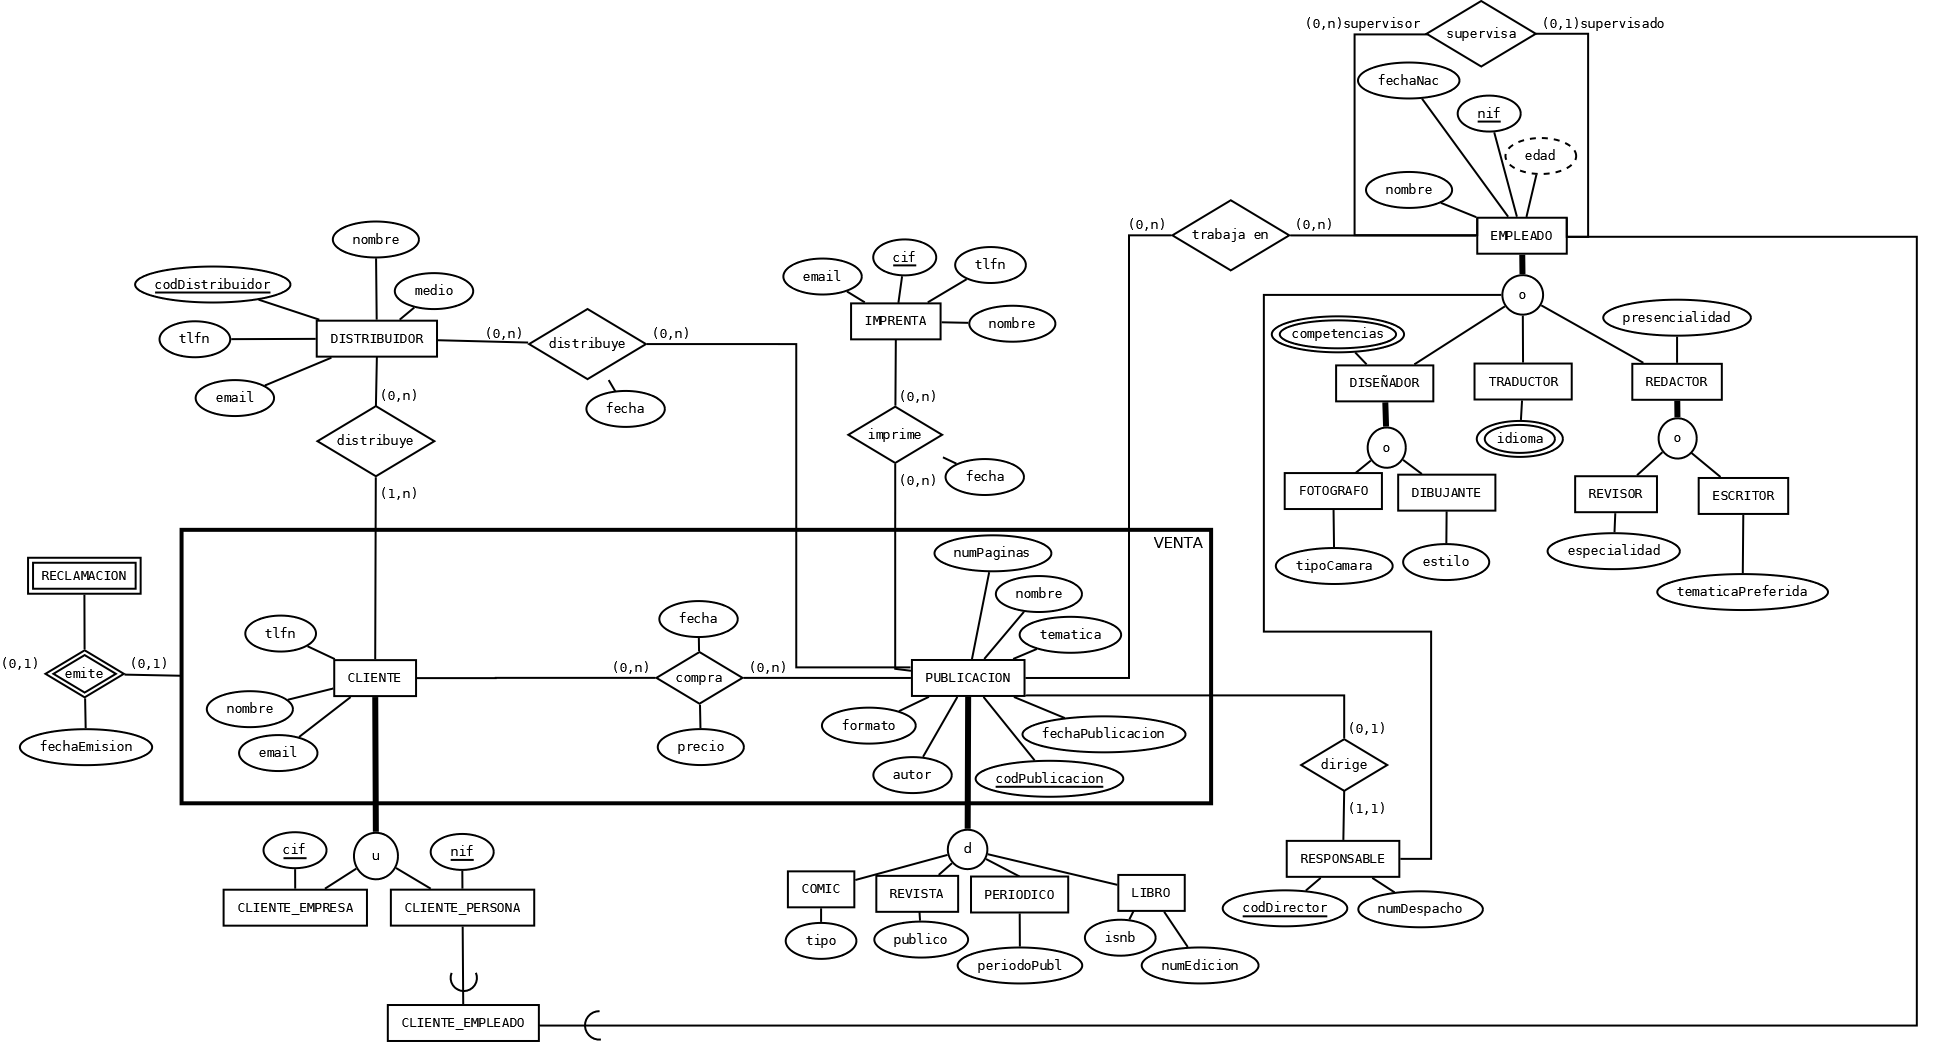 (0,n)supervisor
supervisa
(0,1)supervisado
fechaNac
nif
edad
nombre
(0,n)
trabaja en
(0,n)
EMPLEADO
nombre
codDistribuidor
medio
tlfn
DISTRIBUIDOR
email
(0,n)
distribuye
(0,n)
fecha
email
cif
tlfn
IMPRENTA
nombre
(0,n)
distribuye
(1,n)
(0,n)
imprime
(0,n)
fecha
o
competencias
presencialidad
DISEÑADOR
TRADUCTOR
REDACTOR
o
idioma
o
FOTOGRAFO
DIBUJANTE
REVISOR
ESCRITOR
tipoCamara
estilo
especialidad
tematicaPreferida
VENTA
RECLAMACION
(0,1)
emite
(0,1)
fechaEmision
tlfn
CLIENTE
nombre
email
fecha
(0,n)
compra
(0,n)
precio
numPaginas
nombre
tematica
PUBLICACION
formato
autor
codPublicacion
fechaPublicacion
(0,1)
dirige
(1,1)
RESPONSABLE
codDirector
numDespacho
cif
u
nif
CLIENTE_EMPRESA
CLIENTE_PERSONA
d
COMIC
REVISTA
PERIODICO
LIBRO
tipo
publico
periodoPubl
isnb
numEdicion
CLIENTE_EMPLEADO